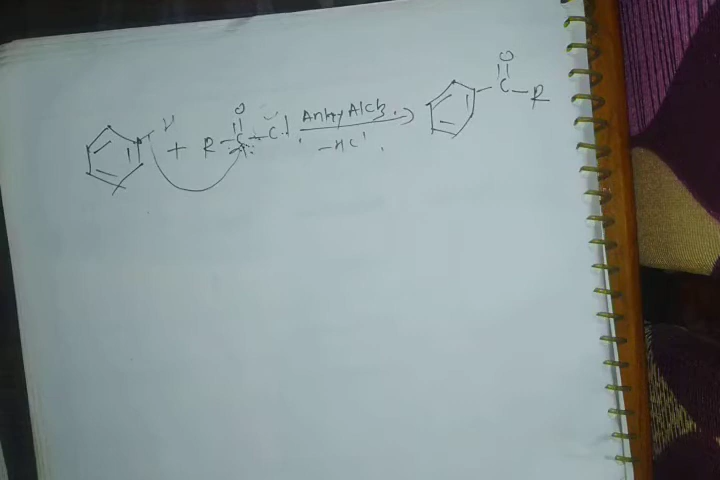 H + R-C(=O)-Cl Anhy AlCl3. → C(=O)-R
-HCl.